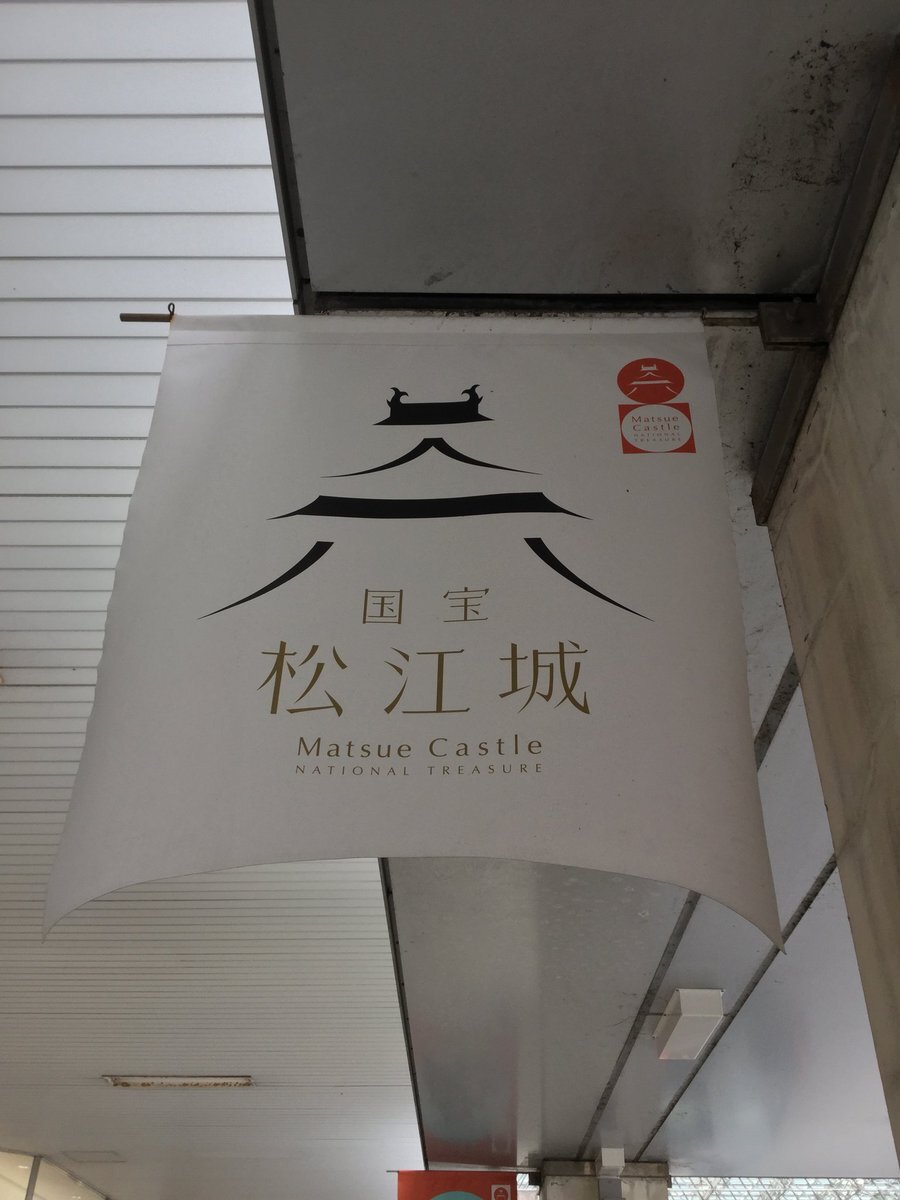 Matsue
Castle
NATIONAL
TREASURE
国宝
松江城
Matsue Castle
NATIONAL TREASURE